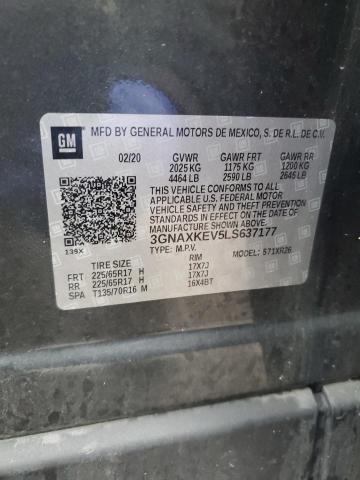 GM
MFD BY GENERAL MOTORS DE MEXICO, S. DE R.L. DE C.V.
02/20 GVWR GAWR FRT GAWR RR
2025 KG 1175 KG 1200 KG
4464 LB 2590 LB 2645 LB
THIS VEHICLE CONFORMS TO ALL
APPLICABLE U.S. FEDERAL MOTOR
VEHICLE SAFETY, BUMPER, AND THEFT
PREVENTION STANDARDS IN EFFECT ON
THE DATE OF MANUFACTURE SHOWN ABOVE.
3GNAXKEV5LS637177
TYPE: M.P.V. MODEL: 571XR26
139X
TIRE SIZE RIM
FRT 225/65R17 H 17X7J
RR 225/65R17 H 17X7J
SPA T135/70R16 M 16X4BT